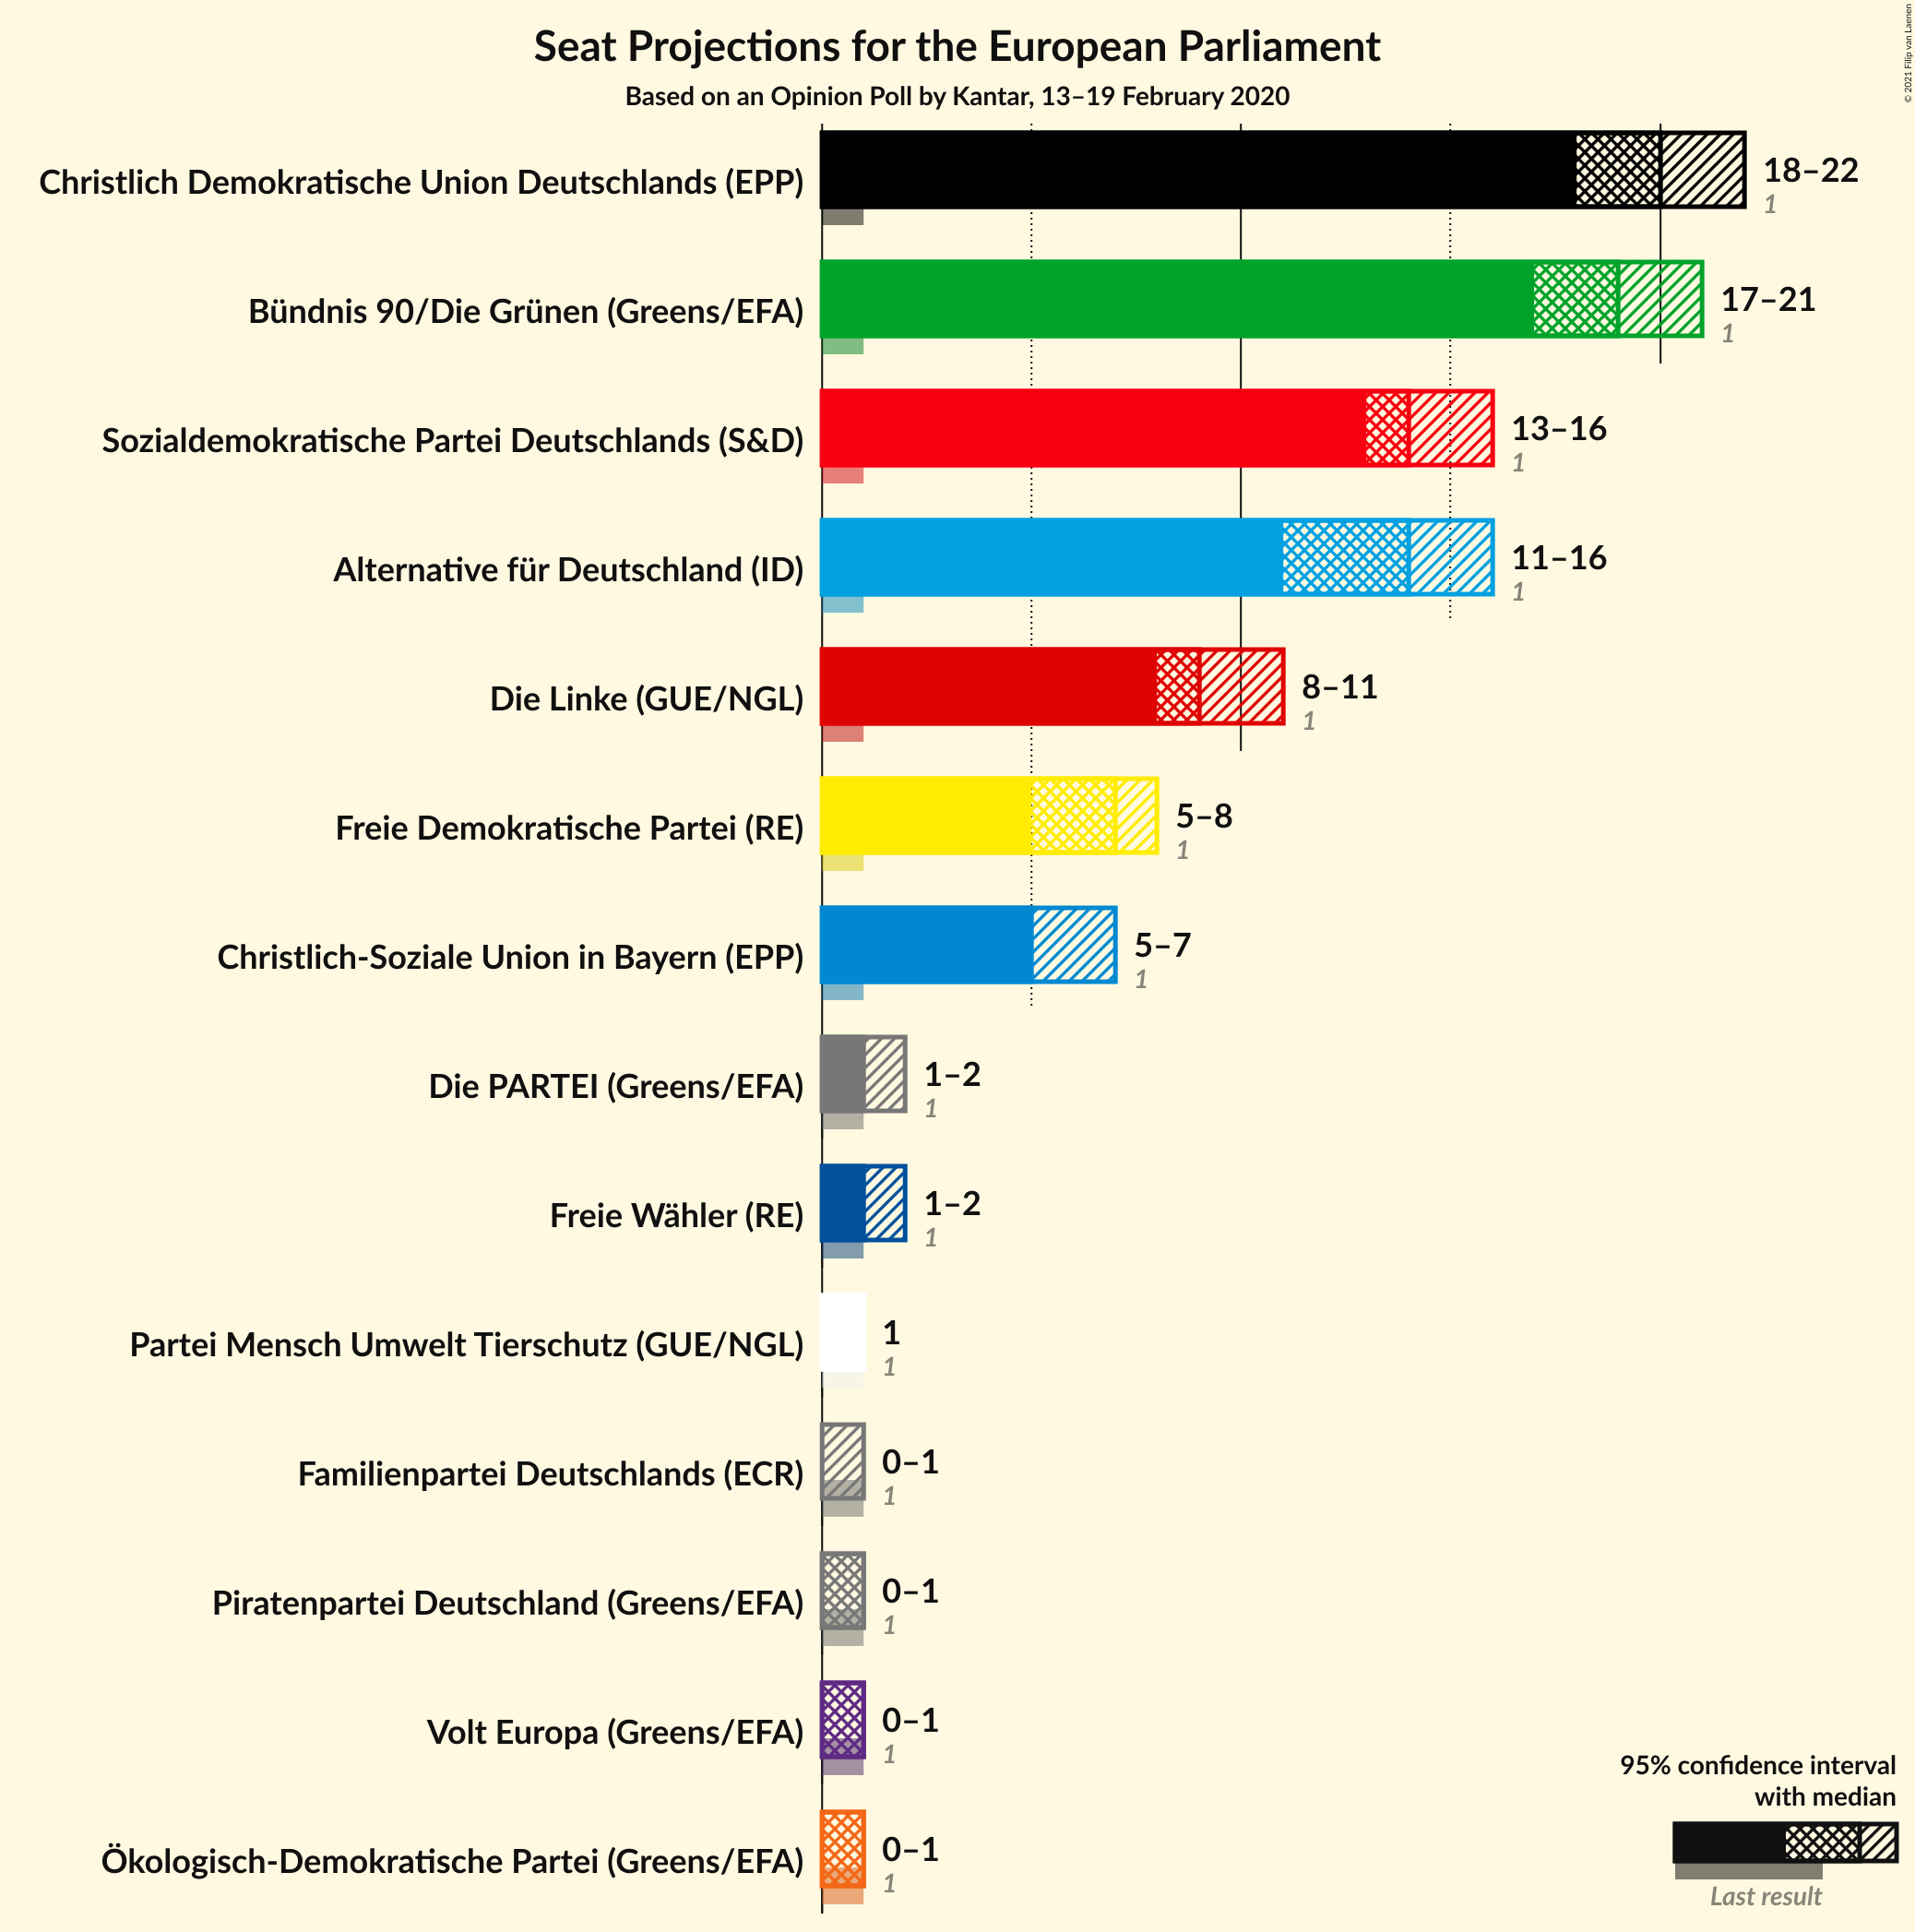 Seat Projections for the European Parliament
Based on an Opinion Poll by Kantar, 13–19 February 2020
© 2021 Filip van Laenen
Christlich Demokratische Union Deutschlands (EPP)
18–22
1
Bündnis 90/Die Grünen (Greens/EFA)
17–21
1
Sozialdemokratische Partei Deutschlands (S&D)
13–16
1
Alternative für Deutschland (ID)
11–16
1
Die Linke (GUE/NGL)
8–11
1
Freie Demokratische Partei (RE)
5–8
1
Christlich-Soziale Union in Bayern (EPP)
5–7
1
Die PARTEI (Greens/EFA)
1–2
1
Freie Wähler (RE)
1–2
1
Partei Mensch Umwelt Tierschutz (GUE/NGL)
1
1
Familienpartei Deutschlands (ECR)
0–1
1
Piratenpartei Deutschland (Greens/EFA)
0–1
1
Volt Europa (Greens/EFA)
0–1
1
Ökologisch-Demokratische Partei (Greens/EFA)
0–1
1
95% confidence interval
with median
Last result